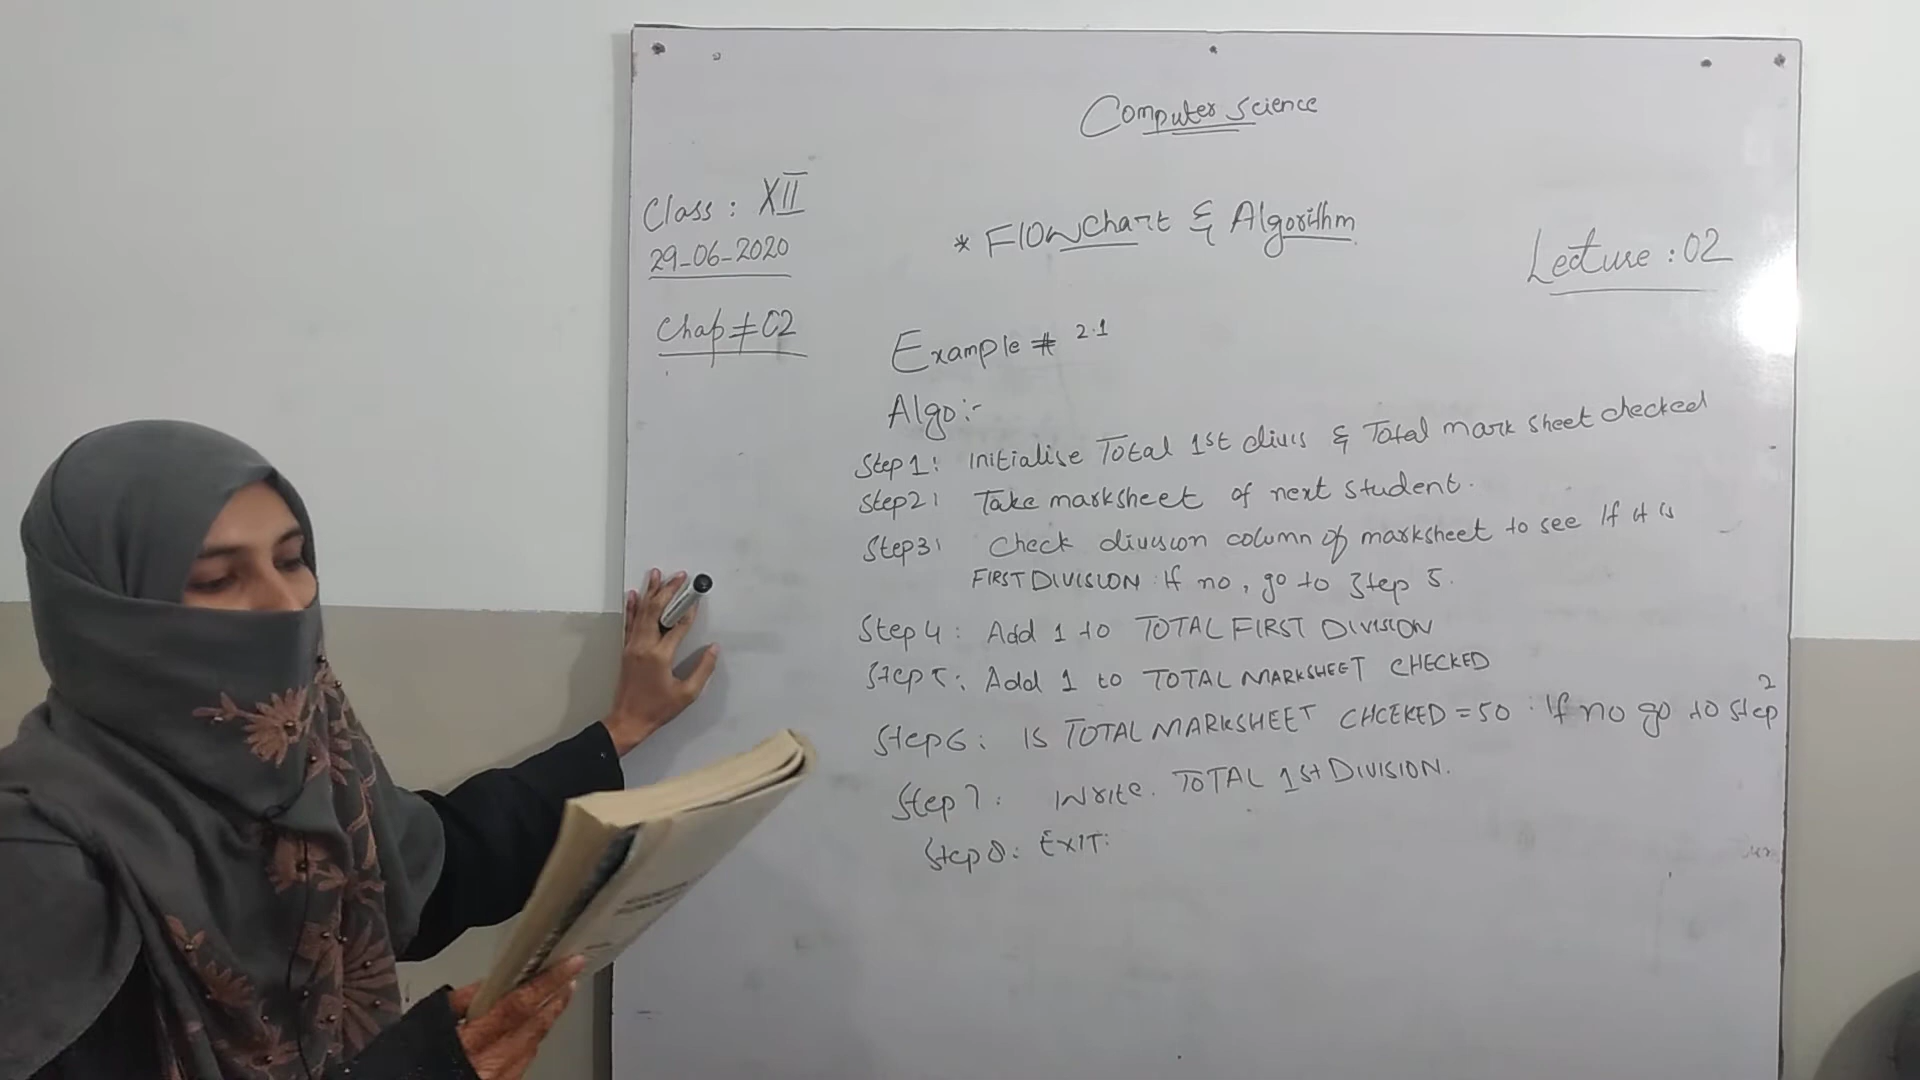 Computer Science
Class: XII
29-06-2020
Chap # 02
* Flowchart & Algorithm
Lecture: 02
Example # 2.1
Algo:-
Step 1: Initialise Total 1st divis & Total mark sheet checked
Step 2: Take marksheet of next student.
Step 3: Check division column of marksheet to see If it is
FIRST DIVISION: If no, go to Step 5.
Step 4: Add 1 to TOTAL FIRST DIVISION
Step 5: Add 1 to TOTAL MARKSHEET CHECKED
Step 6: IS TOTAL MARKSHEET CHCEKED = 50 : If no go to step 2
Step 7: Write. TOTAL 1st DIVISION.
Step 8: EXIT: